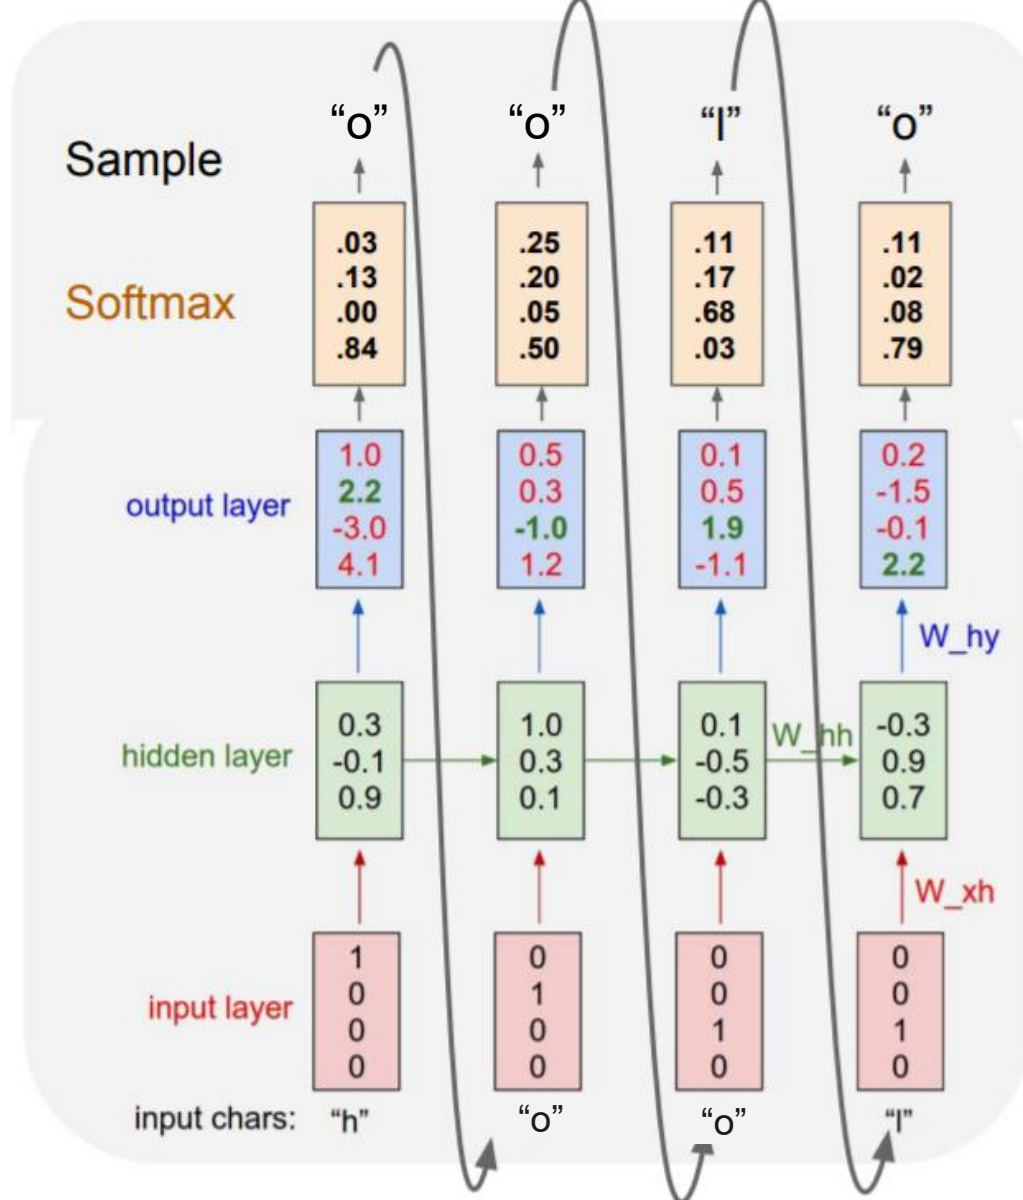 “o” “o” “l” “o”
Sample
.03 .25 .11 .11
.13 .20 .17 .02
Softmax
.00 .05 .68 .08
.84 .50 .03 .79
1.0 0.5 0.1 0.2
2.2 0.3 0.5 -1.5
output layer
-3.0 -1.0 1.9 -0.1
4.1 1.2 -1.1 2.2
W_hy
0.3 1.0 0.1 -0.3
W_hh
hidden layer
-0.1 0.3 -0.5 0.9
0.9 0.1 -0.3 0.7
W_xh
1 0 0 0
0 1 0 0
input layer
0 0 1 1
0 0 0 0
input chars: “h” “o” “o” “l”